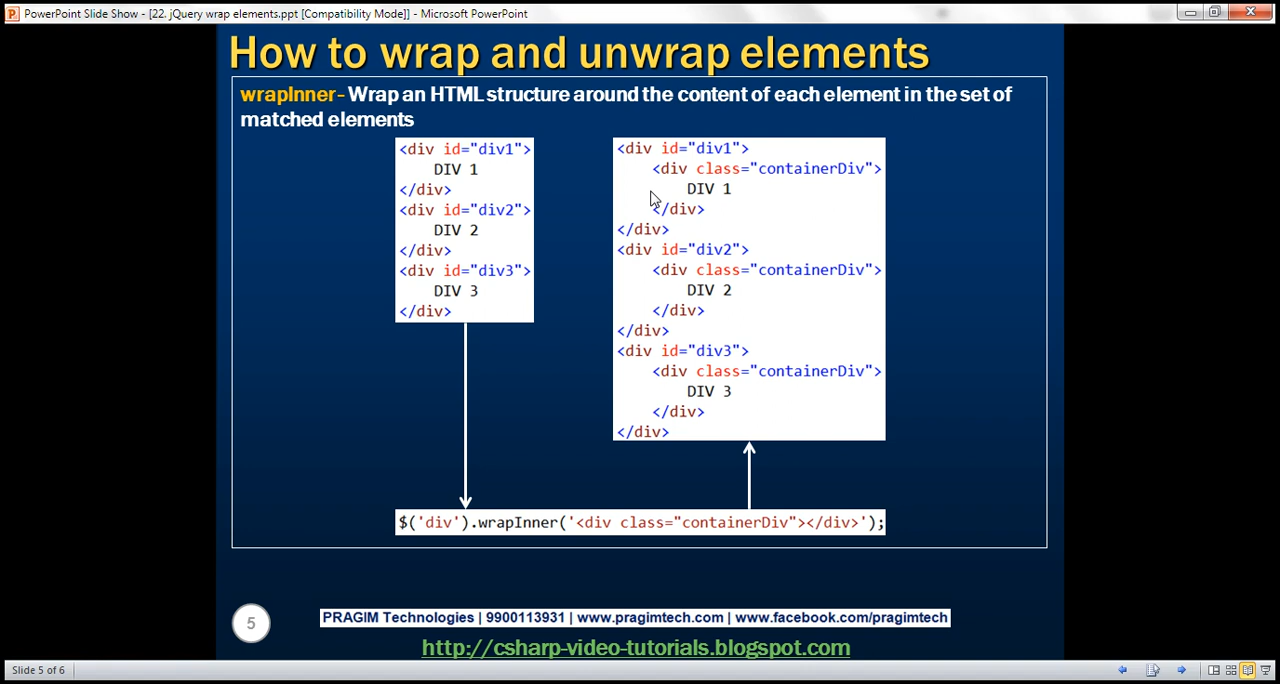 PowerPoint Slide Show - [22. jQuery wrap elements.ppt [Compatibility Mode]] - Microsoft PowerPoint
How to wrap and unwrap elements
wrapInner- Wrap an HTML structure around the content of each element in the set of
matched elements
<div id="div1">
DIV 1
</div>
<div id="div2">
DIV 2
</div>
<div id="div3">
DIV 3
</div>
<div id="div1">
<div class="containerDiv">
DIV 1
</div>
</div>
<div id="div2">
<div class="containerDiv">
DIV 2
</div>
</div>
<div id="div3">
<div class="containerDiv">
DIV 3
</div>
</div>
$('div').wrapInner('<div class="containerDiv"></div>');
5
PRAGIM Technologies | 9900113931 | www.pragimtech.com | www.facebook.com/pragimtech
http://csharp-video-tutorials.blogspot.com
Slide 5 of 6